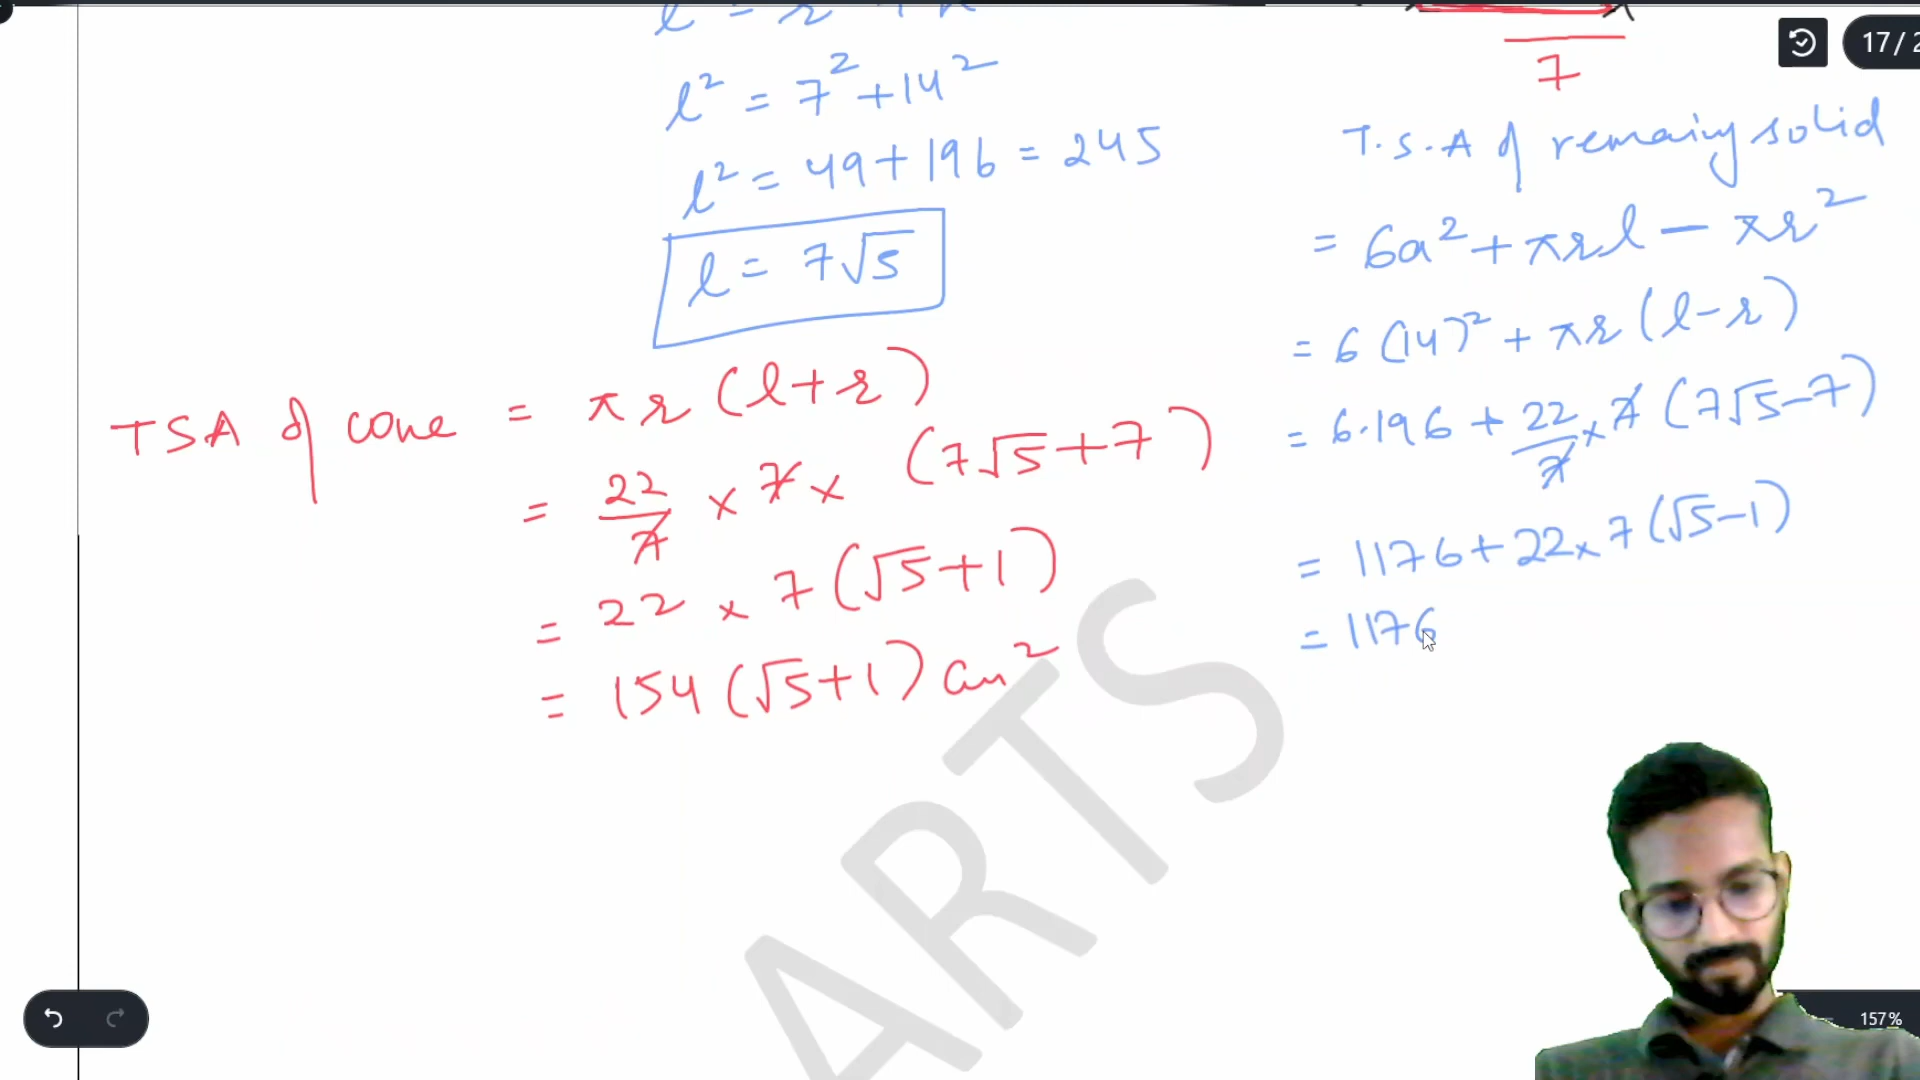 l² = 7² + 14²
l² = 49 + 196 = 245
l = 7√5
TSA of cone = πr (l + r)
= 22/7 × 7 × (7√5 + 7)
= 22 × 7 (√5 + 1)
= 154 (√5 + 1) cm²
7
T.S.A of remaing solid
= 6a² + πrl − πr²
= 6 (14)² + πr (l − r)
= 6·196 + 22/7 × 7 (7√5 − 7)
= 1176 + 22 × 7 (√5 − 1)
= 1176
ARTS
17/2
157%